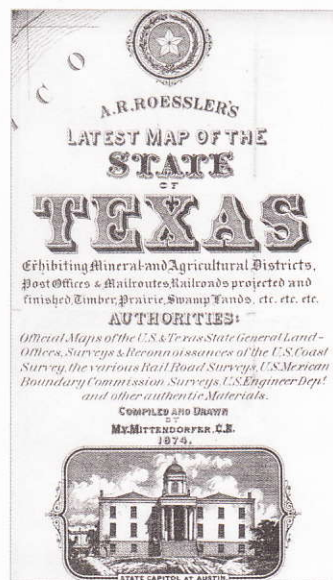 I C O
A.R. ROESSLER'S
LATEST MAP OF THE
STATE
OF
TEXAS
Exhibiting Mineral and Agricultural Districts,
Post Offices & Mailroutes, Railroads projected and
finished, Timber, Prairie, Swamp Lands, etc. etc. etc.
AUTHORITIES:
Official Maps of the U.S. & Texas State General Land-
Offices, Surveys & Reconnoissances of the U.S. Coast
Survey, the various Rail Road Surveys, U.S. Mexican
Boundary Commission Surveys, U.S. Engineer Dept
and other authentic Materials.
COMPILED AND DRAWN
BY
MY. MITTENDORFER, C.E.
1874.
STATE CAPITOL AT AUSTIN